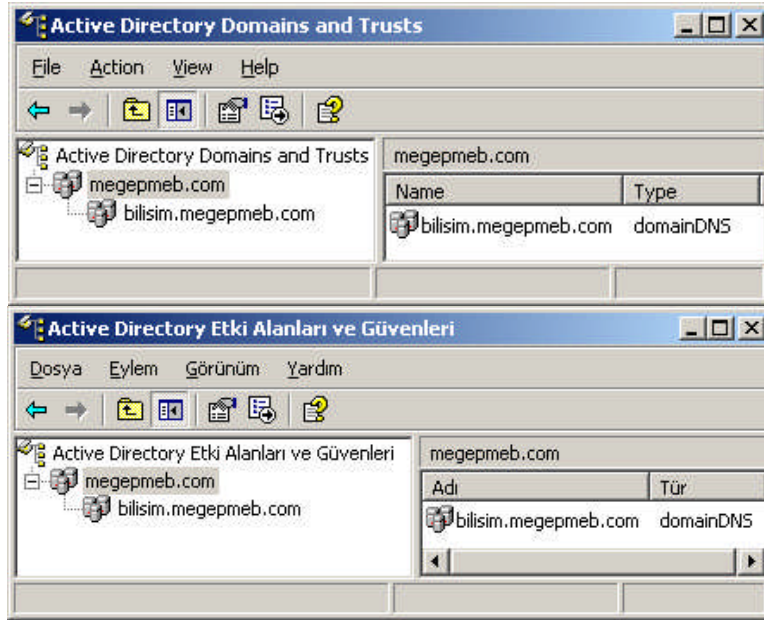 Active Directory Domains and Trusts
File Action View Help
Active Directory Domains and Trusts
megepmeb.com
bilisim.megepmeb.com
megepmeb.com
Name Type
bilisim.megepmeb.com domainDNS
Active Directory Etki Alanları ve Güvenleri
Dosya Eylem Görünüm Yardım
Active Directory Etki Alanları ve Güvenleri
megepmeb.com
bilisim.megepmeb.com
megepmeb.com
Adı Tür
bilisim.megepmeb.com domainDNS